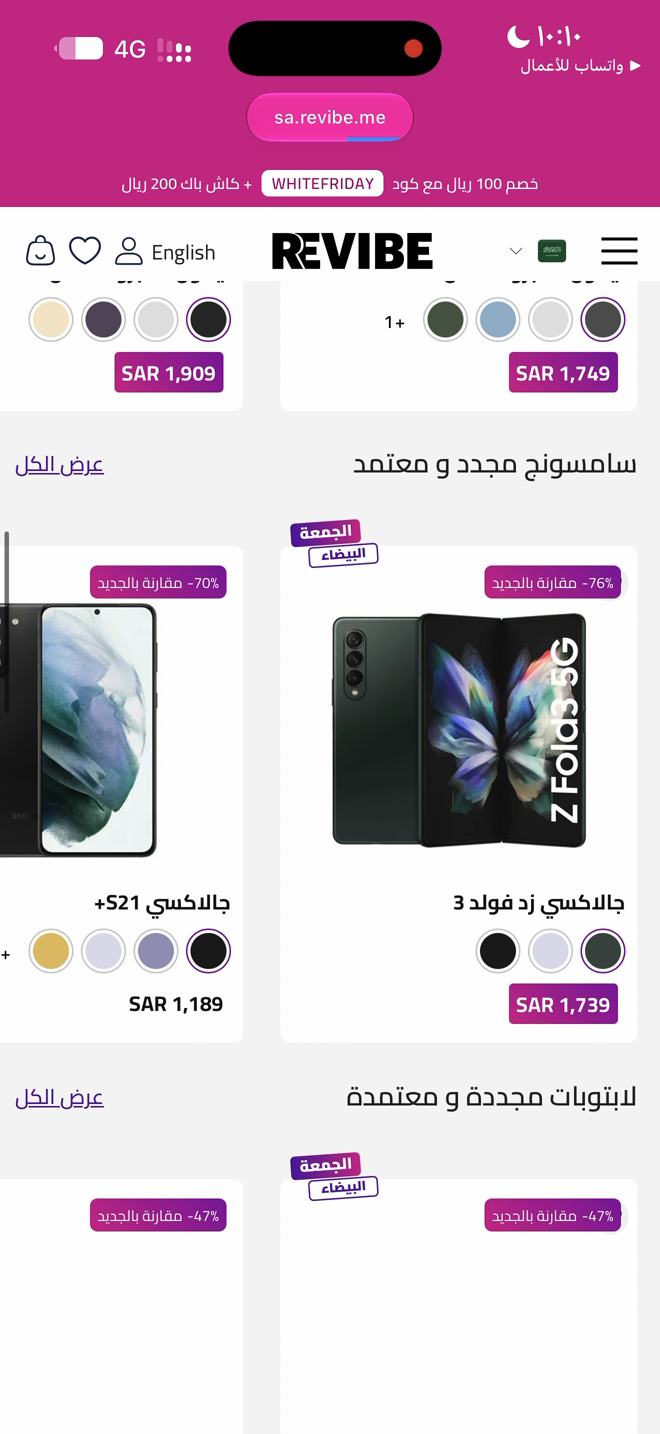 ١٠:١٠
4G
◀ واتساب للأعمال
sa.revibe.me
خصم 100 ريال مع كود WHITEFRIDAY + كاش باك 200 ريال
REVIBE
English
+1
SAR 1,749
SAR 1,909
سامسونج مجدد و معتمد
عرض الكل
الجمعة
البيضاء
-76% مقارنة بالجديد
-70% مقارنة بالجديد
Z Fold3 5G
جالاكسي زد فولد 3
جالاكسي S21+
+
SAR 1,739
SAR 1,189
لابتوبات مجددة و معتمدة
عرض الكل
الجمعة
البيضاء
-47% مقارنة بالجديد
-47% مقارنة بالجديد